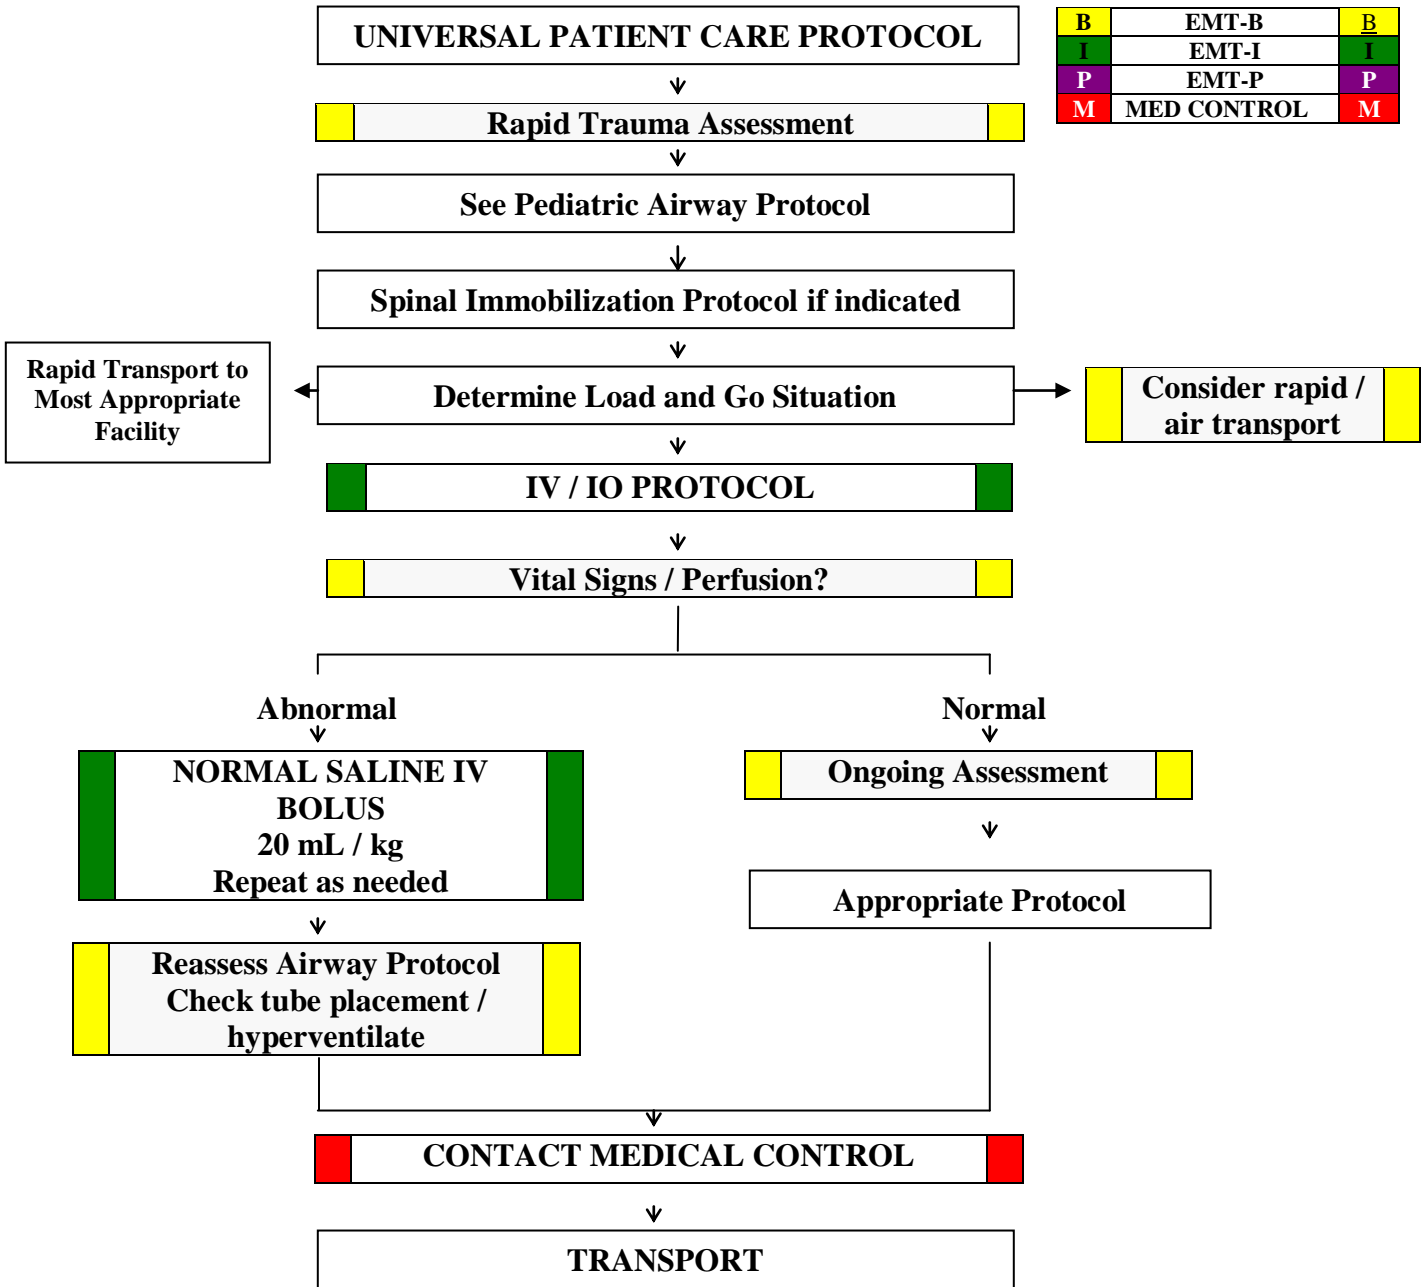 UNIVERSAL PATIENT CARE PROTOCOL
B EMT-B B
I EMT-I I
P EMT-P P
M MED CONTROL M
Rapid Trauma Assessment
See Pediatric Airway Protocol
Spinal Immobilization Protocol if indicated
Rapid Transport to
Most Appropriate
Facility
Determine Load and Go Situation
Consider rapid /
air transport
IV / IO PROTOCOL
Vital Signs / Perfusion?
Abnormal
NORMAL SALINE IV
BOLUS
20 mL / kg
Repeat as needed
Reassess Airway Protocol
Check tube placement /
hyperventilate
Normal
Ongoing Assessment
Appropriate Protocol
CONTACT MEDICAL CONTROL
TRANSPORT